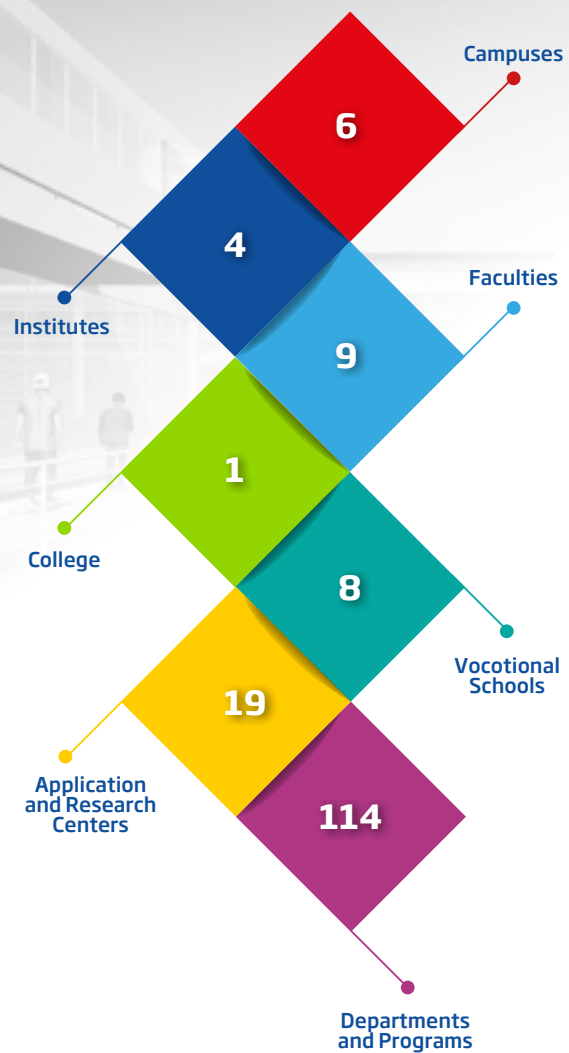 Campuses
6
4
Institutes
Faculties
9
1
College
8
Vocotional
Schools
19
Application
and Research
Centers
114
Departments
and Programs